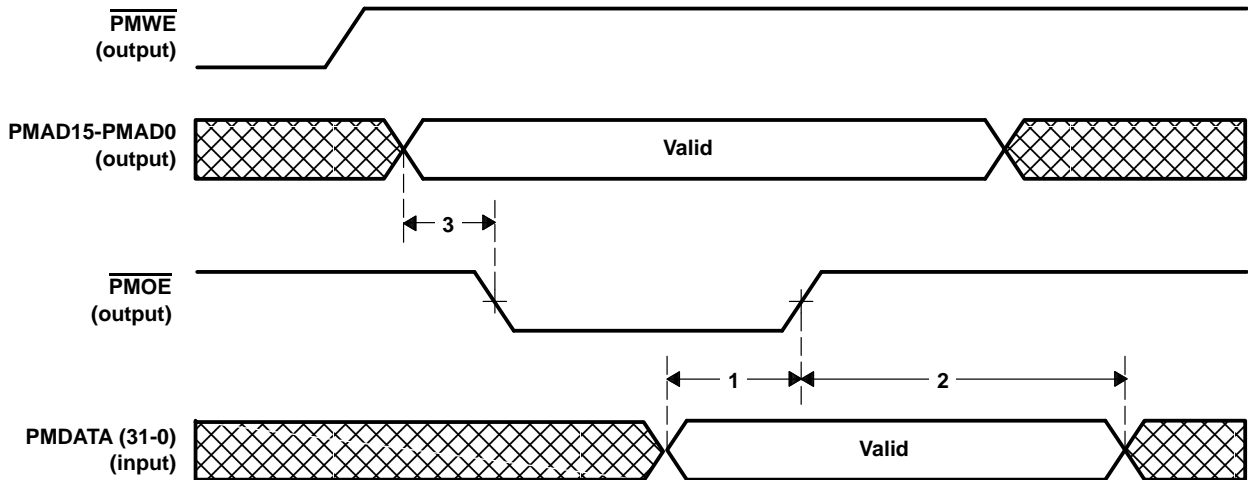 PMWE
(output)
PMAD15-PMAD0
(output)
Valid
3
PMOE
(output)
1
2
PMDATA (31-0)
(input)
Valid